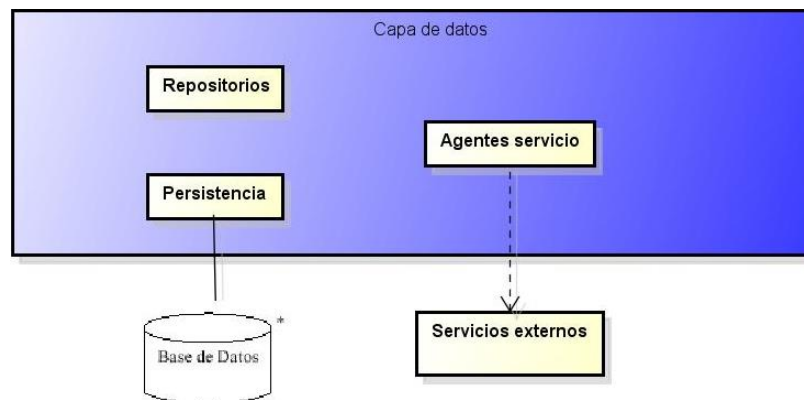 Capa de datos
Repositorios
Agentes servicio
Persistencia
*
Servicios externos
Base de Datos